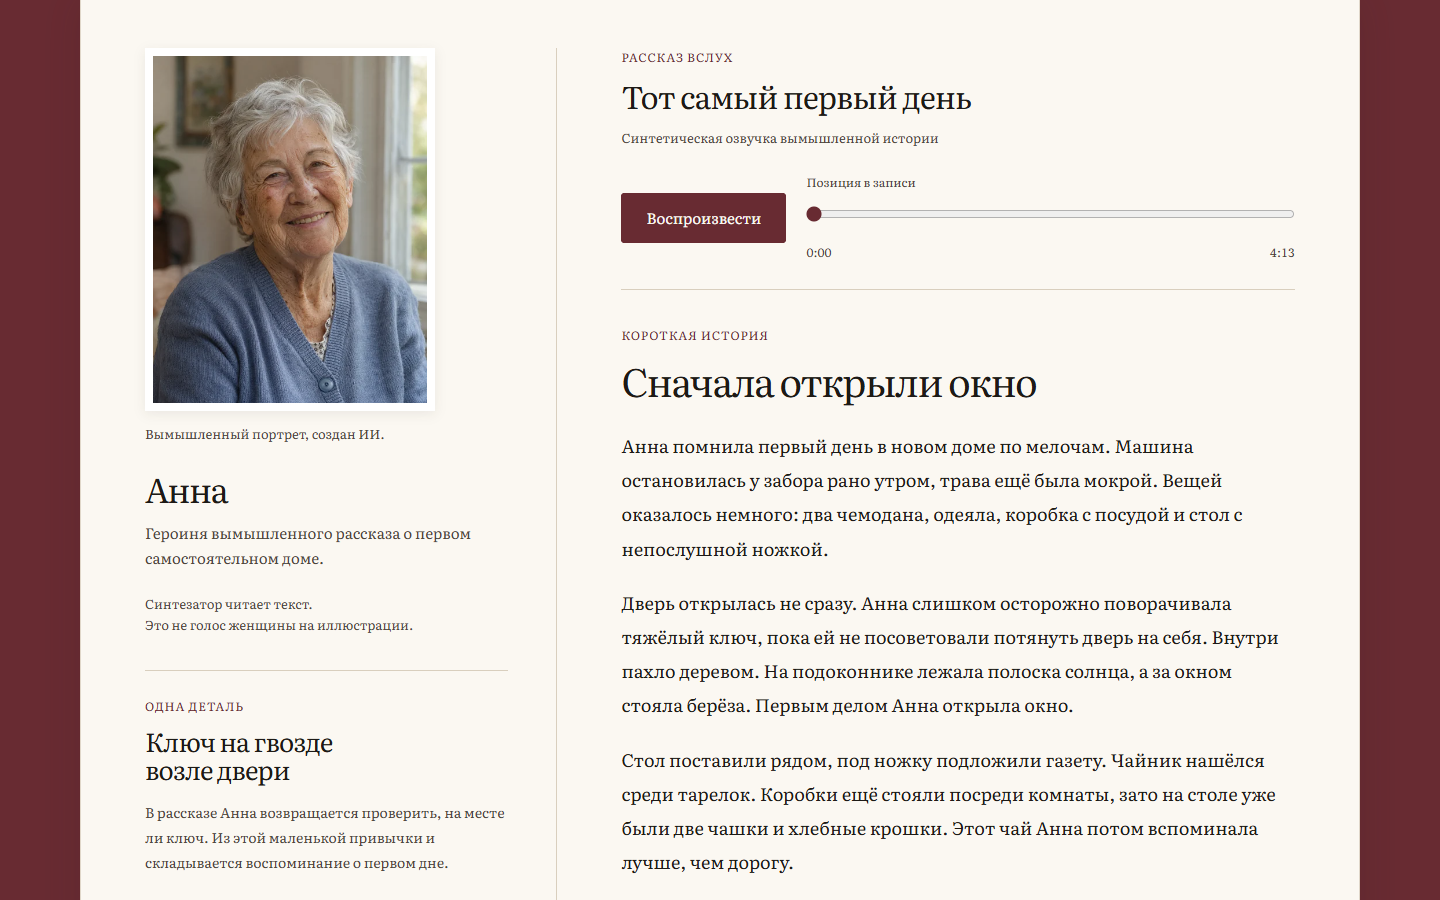 Вымышленный портрет, создан ИИ.
Анна
Героиня вымышленного рассказа о первом
самостоятельном доме.
Синтезатор читает текст.
Это не голос женщины на иллюстрации.
ОДНА ДЕТАЛЬ
Ключ на гвозде
возле двери
В рассказе Анна возвращается проверить, на месте
ли ключ. Из этой маленькой привычки и
складывается воспоминание о первом дне.
РАССКАЗ ВСЛУХ
Тот самый первый день
Синтетическая озвучка вымышленной истории
Воспроизвести
Позиция в записи
0:00
4:13
КОРОТКАЯ ИСТОРИЯ
Сначала открыли окно
Анна помнила первый день в новом доме по мелочам. Машина
остановилась у забора рано утром, трава ещё была мокрой. Вещей
оказалось немного: два чемодана, одеяла, коробка с посудой и стол с
непослушной ножкой.
Дверь открылась не сразу. Анна слишком осторожно поворачивала
тяжёлый ключ, пока ей не посоветовали потянуть дверь на себя. Внутри
пахло деревом. На подоконнике лежала полоска солнца, а за окном
стояла берёза. Первым делом Анна открыла окно.
Стол поставили рядом, под ножку подложили газету. Чайник нашёлся
среди тарелок. Коробки ещё стояли посреди комнаты, зато на столе уже
были две чашки и хлебные крошки. Этот чай Анна потом вспоминала
лучше, чем дорогу.